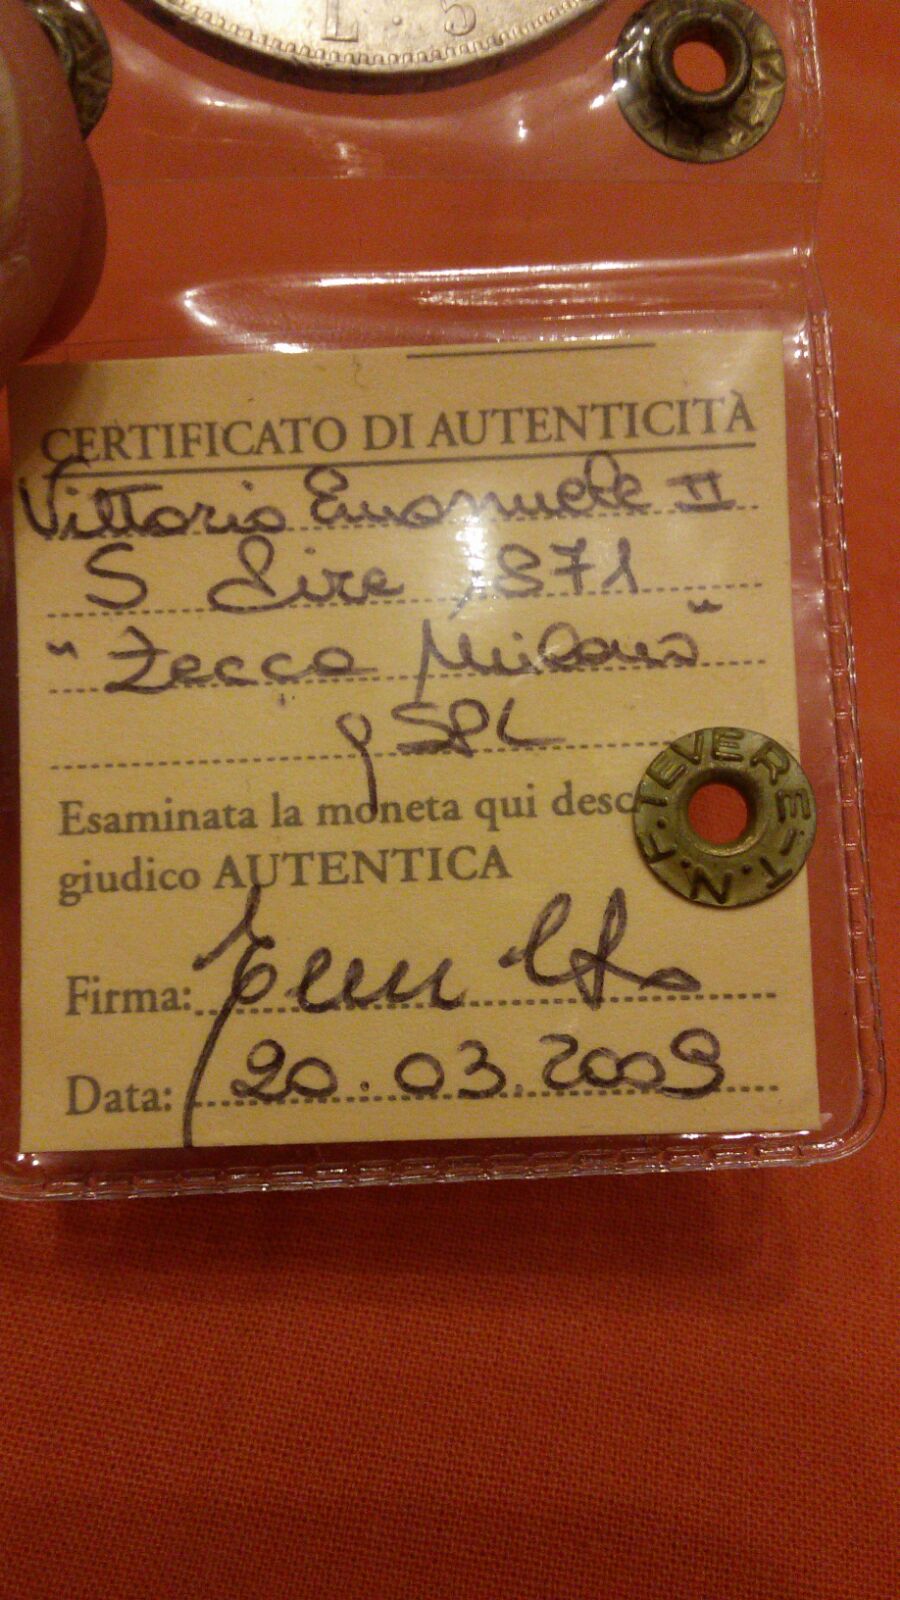 L. 5
CERTIFICATO DI AUTENTICITÀ
Vittorio Emanuele II
5 Lire 1871
"Zecca Milano"
q SPL
Esaminata la moneta qui desc
giudico AUTENTICA
TEVERE-T.N.F.
Firma:
Data: 20.03.2009